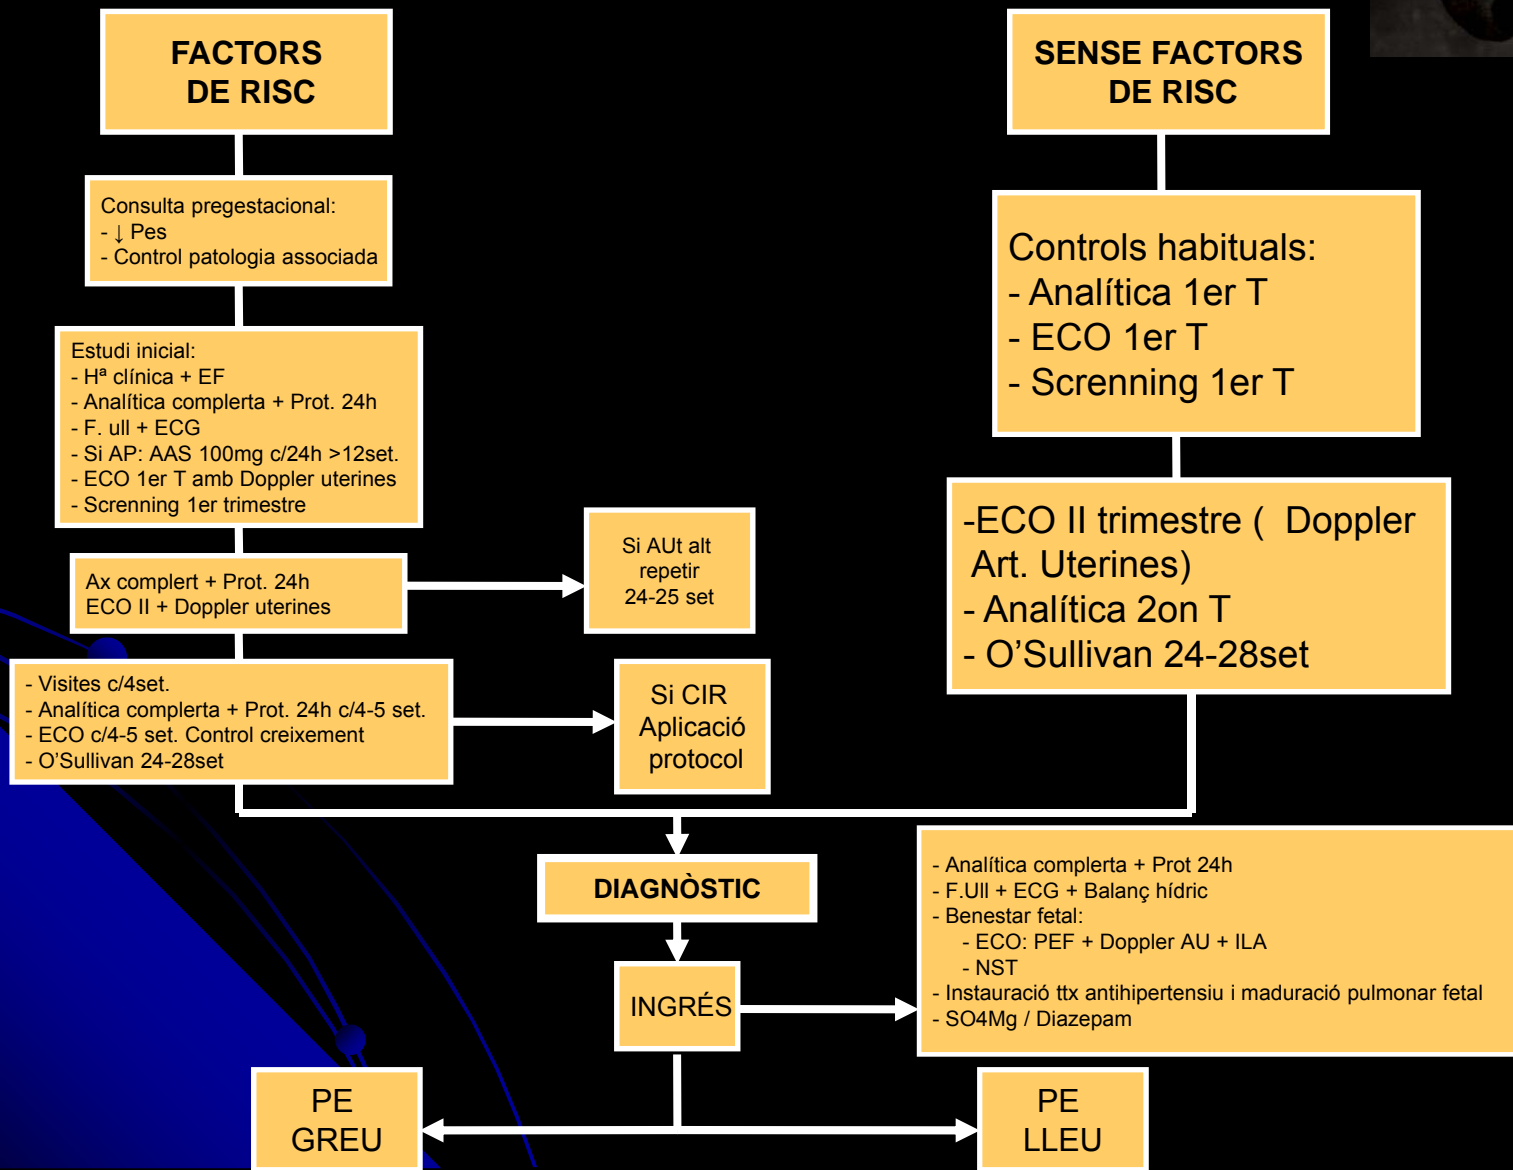 FACTORS
DE RISC
Consulta pregestacional:
- ↓ Pes
- Control patologia associada
Estudi inicial:
- Hª clínica + EF
- Analítica complerta + Prot. 24h
- F. ull + ECG
- Si AP: AAS 100mg c/24h >12set.
- ECO 1er T amb Doppler uterines
- Screnning 1er trimestre
Ax complert + Prot. 24h
ECO II + Doppler uterines
Si AUt alt
repetir
24-25 set
- Visites c/4set.
- Analítica complerta + Prot. 24h c/4-5 set.
- ECO c/4-5 set. Control creixement
- O'Sullivan 24-28set
Si CIR
Aplicació
protocol
SENSE FACTORS
DE RISC
Controls habituals:
- Analítica 1er T
- ECO 1er T
- Screnning 1er T
-ECO II trimestre ( Doppler
Art. Uterines)
- Analítica 2on T
- O'Sullivan 24-28set
DIAGNÒSTIC
INGRÉS
- Analítica complerta + Prot 24h
- F.Ull + ECG + Balanç hídric
- Benestar fetal:
- ECO: PEF + Doppler AU + ILA
- NST
- Instauració ttx antihipertensiu i maduració pulmonar fetal
- SO4Mg / Diazepam
PE
GREU
PE
LLEU